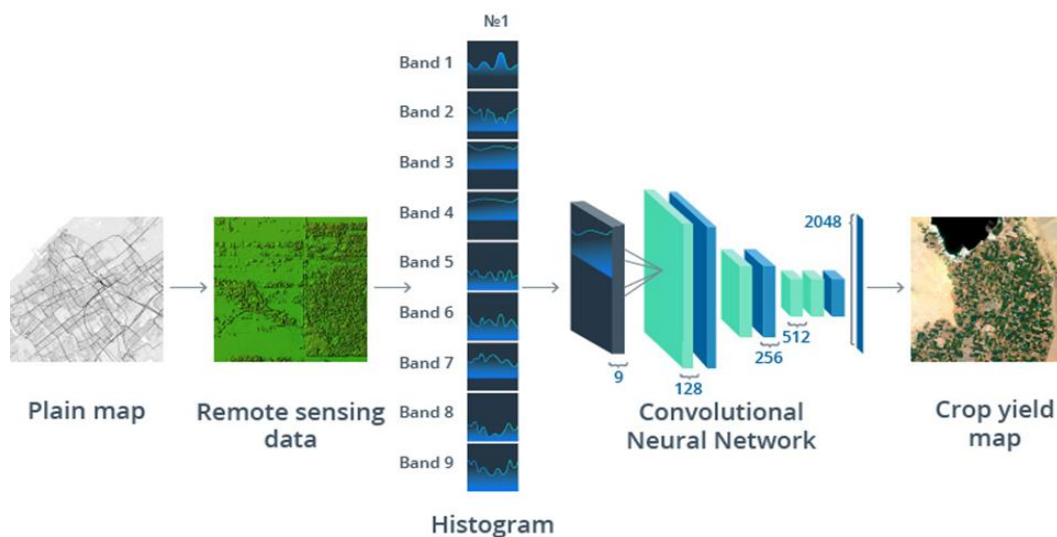 №1
Band 1
Band 2
Band 3
Band 4
Band 5
Band 6
Band 7
Band 8
Band 9
Histogram
Plain map
Remote sensing
data
9
128
256
512
2048
Convolutional
Neural Network
Crop yield
map